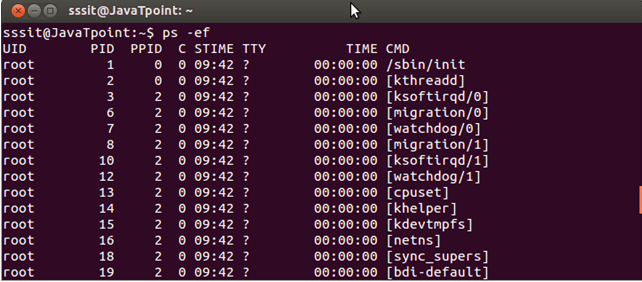 sssit@JavaTpoint: ~
sssit@JavaTpoint:~$ ps -ef
UID        PID  PPID  C STIME TTY          TIME CMD
root         1     0  0 09:42 ?        00:00:00 /sbin/init
root         2     0  0 09:42 ?        00:00:00 [kthreadd]
root         3     2  0 09:42 ?        00:00:00 [ksoftirqd/0]
root         6     2  0 09:42 ?        00:00:00 [migration/0]
root         7     2  0 09:42 ?        00:00:00 [watchdog/0]
root         8     2  0 09:42 ?        00:00:00 [migration/1]
root        10     2  0 09:42 ?        00:00:00 [ksoftirqd/1]
root        12     2  0 09:42 ?        00:00:00 [watchdog/1]
root        13     2  0 09:42 ?        00:00:00 [cpuset]
root        14     2  0 09:42 ?        00:00:00 [khelper]
root        15     2  0 09:42 ?        00:00:00 [kdevtmpfs]
root        16     2  0 09:42 ?        00:00:00 [netns]
root        18     2  0 09:42 ?        00:00:00 [sync_supers]
root        19     2  0 09:42 ?        00:00:00 [bdi-default]